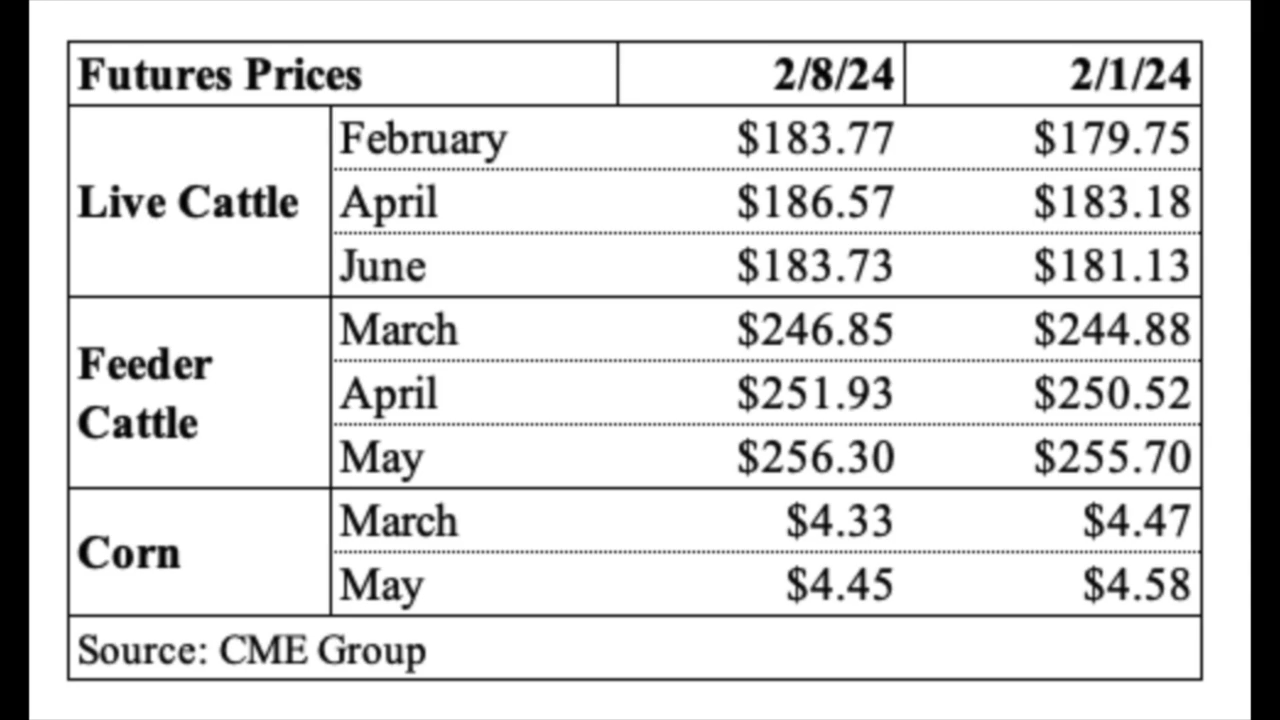 Futures Prices 2/8/24 2/1/24
Live Cattle February $183.77 $179.75
April $186.57 $183.18
June $183.73 $181.13
Feeder Cattle March $246.85 $244.88
April $251.93 $250.52
May $256.30 $255.70
Corn March $4.33 $4.47
May $4.45 $4.58
Source: CME Group